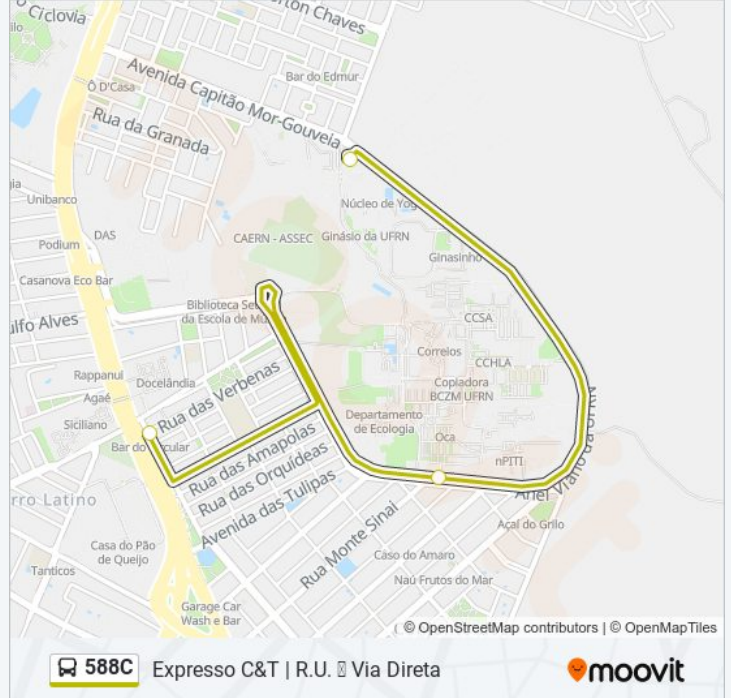 o Ciclovia
rton Chaves
Bar do Edmur
Avenida Capitão Mor-Gouveia
Ô D'Casa
Rua da Granada
Unibanco
Núcleo de Yog
DAS
CAERN - ASSEC
Ginásio da UFRN
Podium
Ginasinho
Casanova Eco Bar
Biblioteca Se
da Escola de Mú
ulfo Alves
CCSA
Correios
CCHLA
Rappanul
Docelândia
Copiadora
BCZM UFRN
Agaé
Rua das Verbenas
Siciliano
Departamento
de Ecologia
Bar do
cular
Oca
Rua das Amapolas
nPITI
Rua das Orquídeas
Anel Viário da UFRN
rro Latino
Avenida das Tulipas
Açaí do Grilo
Rua Monte Sinai
Casa do Pão
de Queijo
Caso do Amaro
Tanticos
Naú Frutos do Mar
Garage Car
Wash e Bar
© OpenStreetMap contributors | © OpenMapTiles
588C Expresso C&T | R.U. Via Direta
moovit